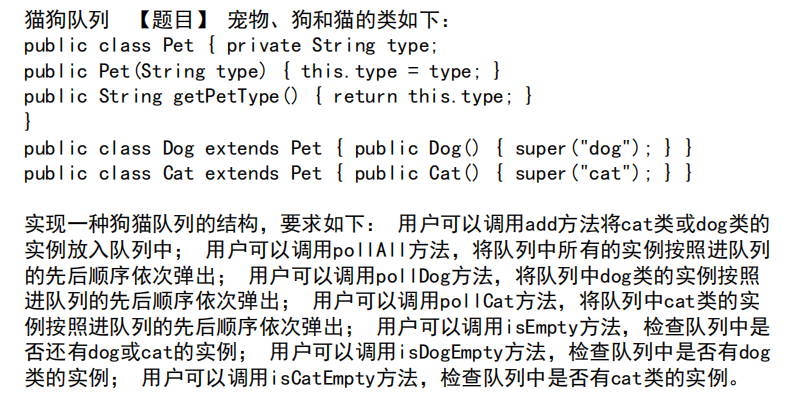 猫狗队列 【题目】 宠物、狗和猫的类如下：
public class Pet { private String type;
public Pet(String type) { this.type = type; }
public String getPetType() { return this.type; }
}
public class Dog extends Pet { public Dog() { super("dog"); } }
public class Cat extends Pet { public Cat() { super("cat"); } }
实现一种狗猫队列的结构，要求如下： 用户可以调用add方法将cat类或dog类的
实例放入队列中； 用户可以调用pollAll方法，将队列中所有的实例按照进队列
的先后顺序依次弹出； 用户可以调用pollDog方法，将队列中dog类的实例按照
进队列的先后顺序依次弹出； 用户可以调用pollCat方法，将队列中cat类的实
例按照进队列的先后顺序依次弹出； 用户可以调用isEmpty方法，检查队列中是
否还有dog或cat的实例； 用户可以调用isDogEmpty方法，检查队列中是否有dog
类的实例； 用户可以调用isCatEmpty方法，检查队列中是否有cat类的实例。